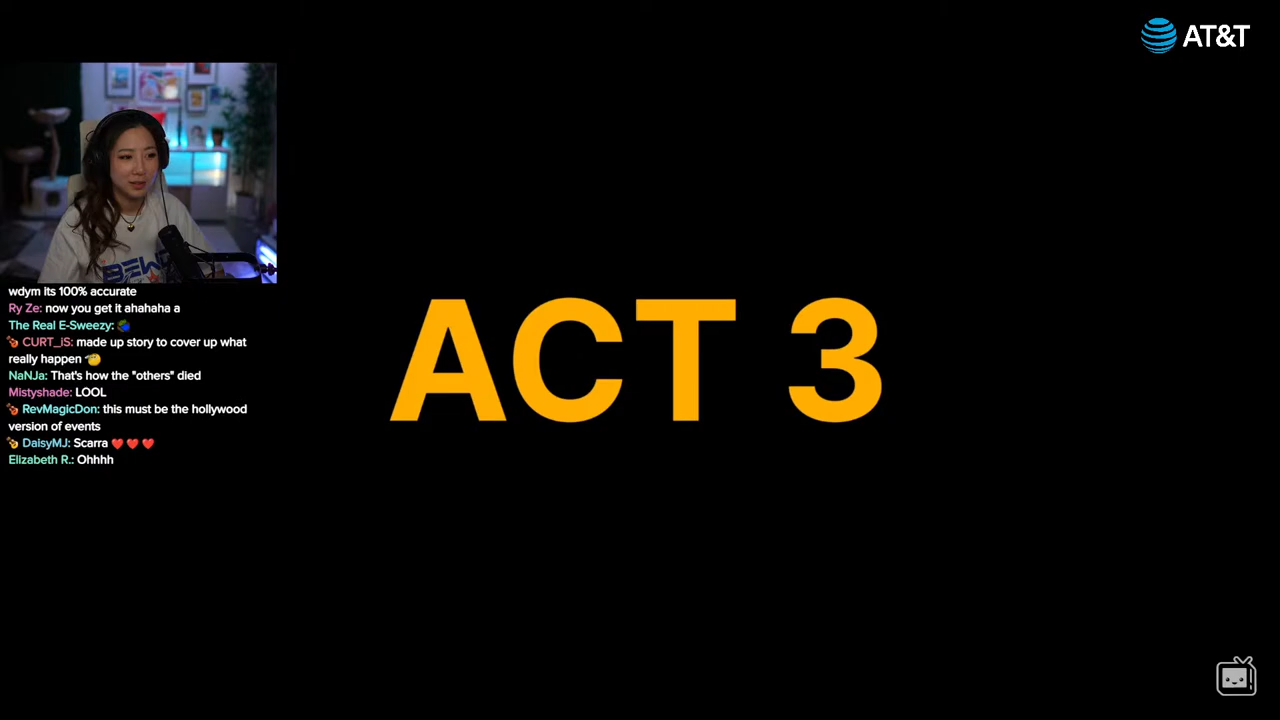 AT&T
wdym its 100% accurate
Ry Ze: now you get it ahahaha a
The Real E-Sweezy:
CURT_iS: made up story to cover up what
really happen
NaNJa: That's how the "others" died
Mistyshade: LOOL
RevMagicDon: this must be the hollywood
version of events
DaisyMJ: Scarra
Elizabeth R.: Ohhhh
ACT 3